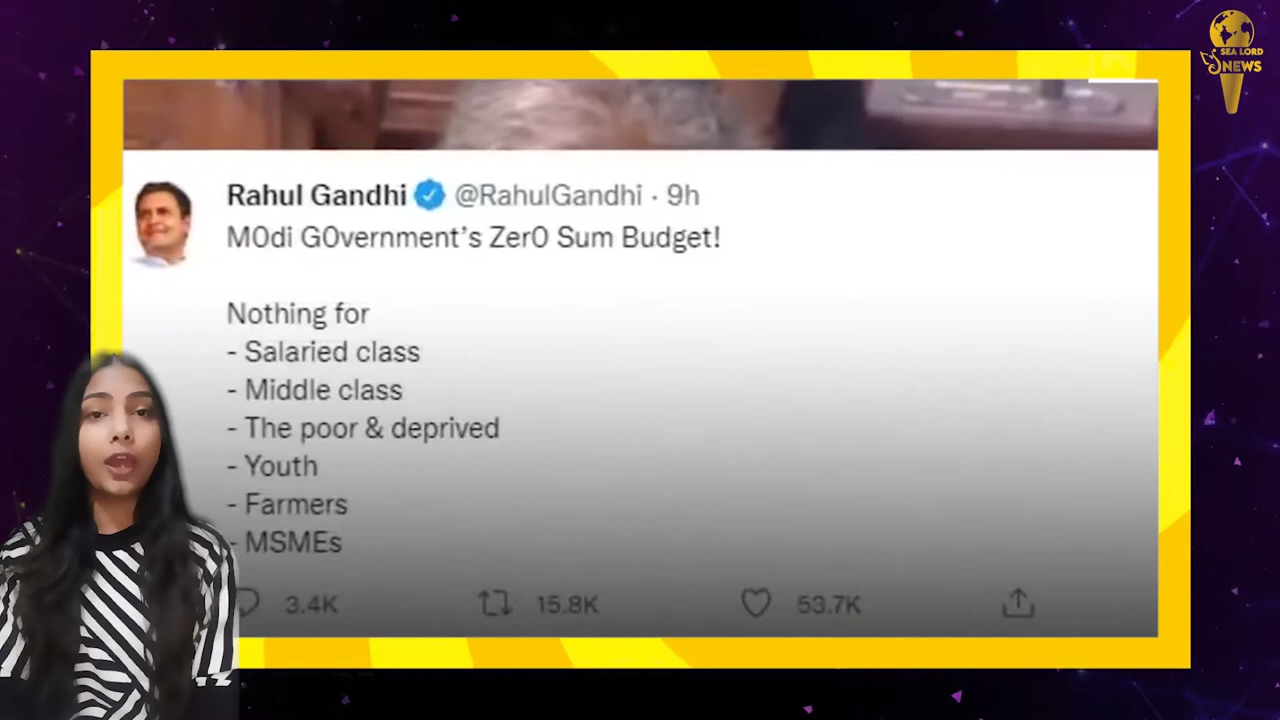 SEA LORD
NEWS
Rahul Gandhi @RahulGandhi · 9h
M0di G0vernment's Zer0 Sum Budget!
Nothing for
- Salaried class
- Middle class
- The poor & deprived
- Youth
- Farmers
- MSMEs
3.4K 15.8K 53.7K